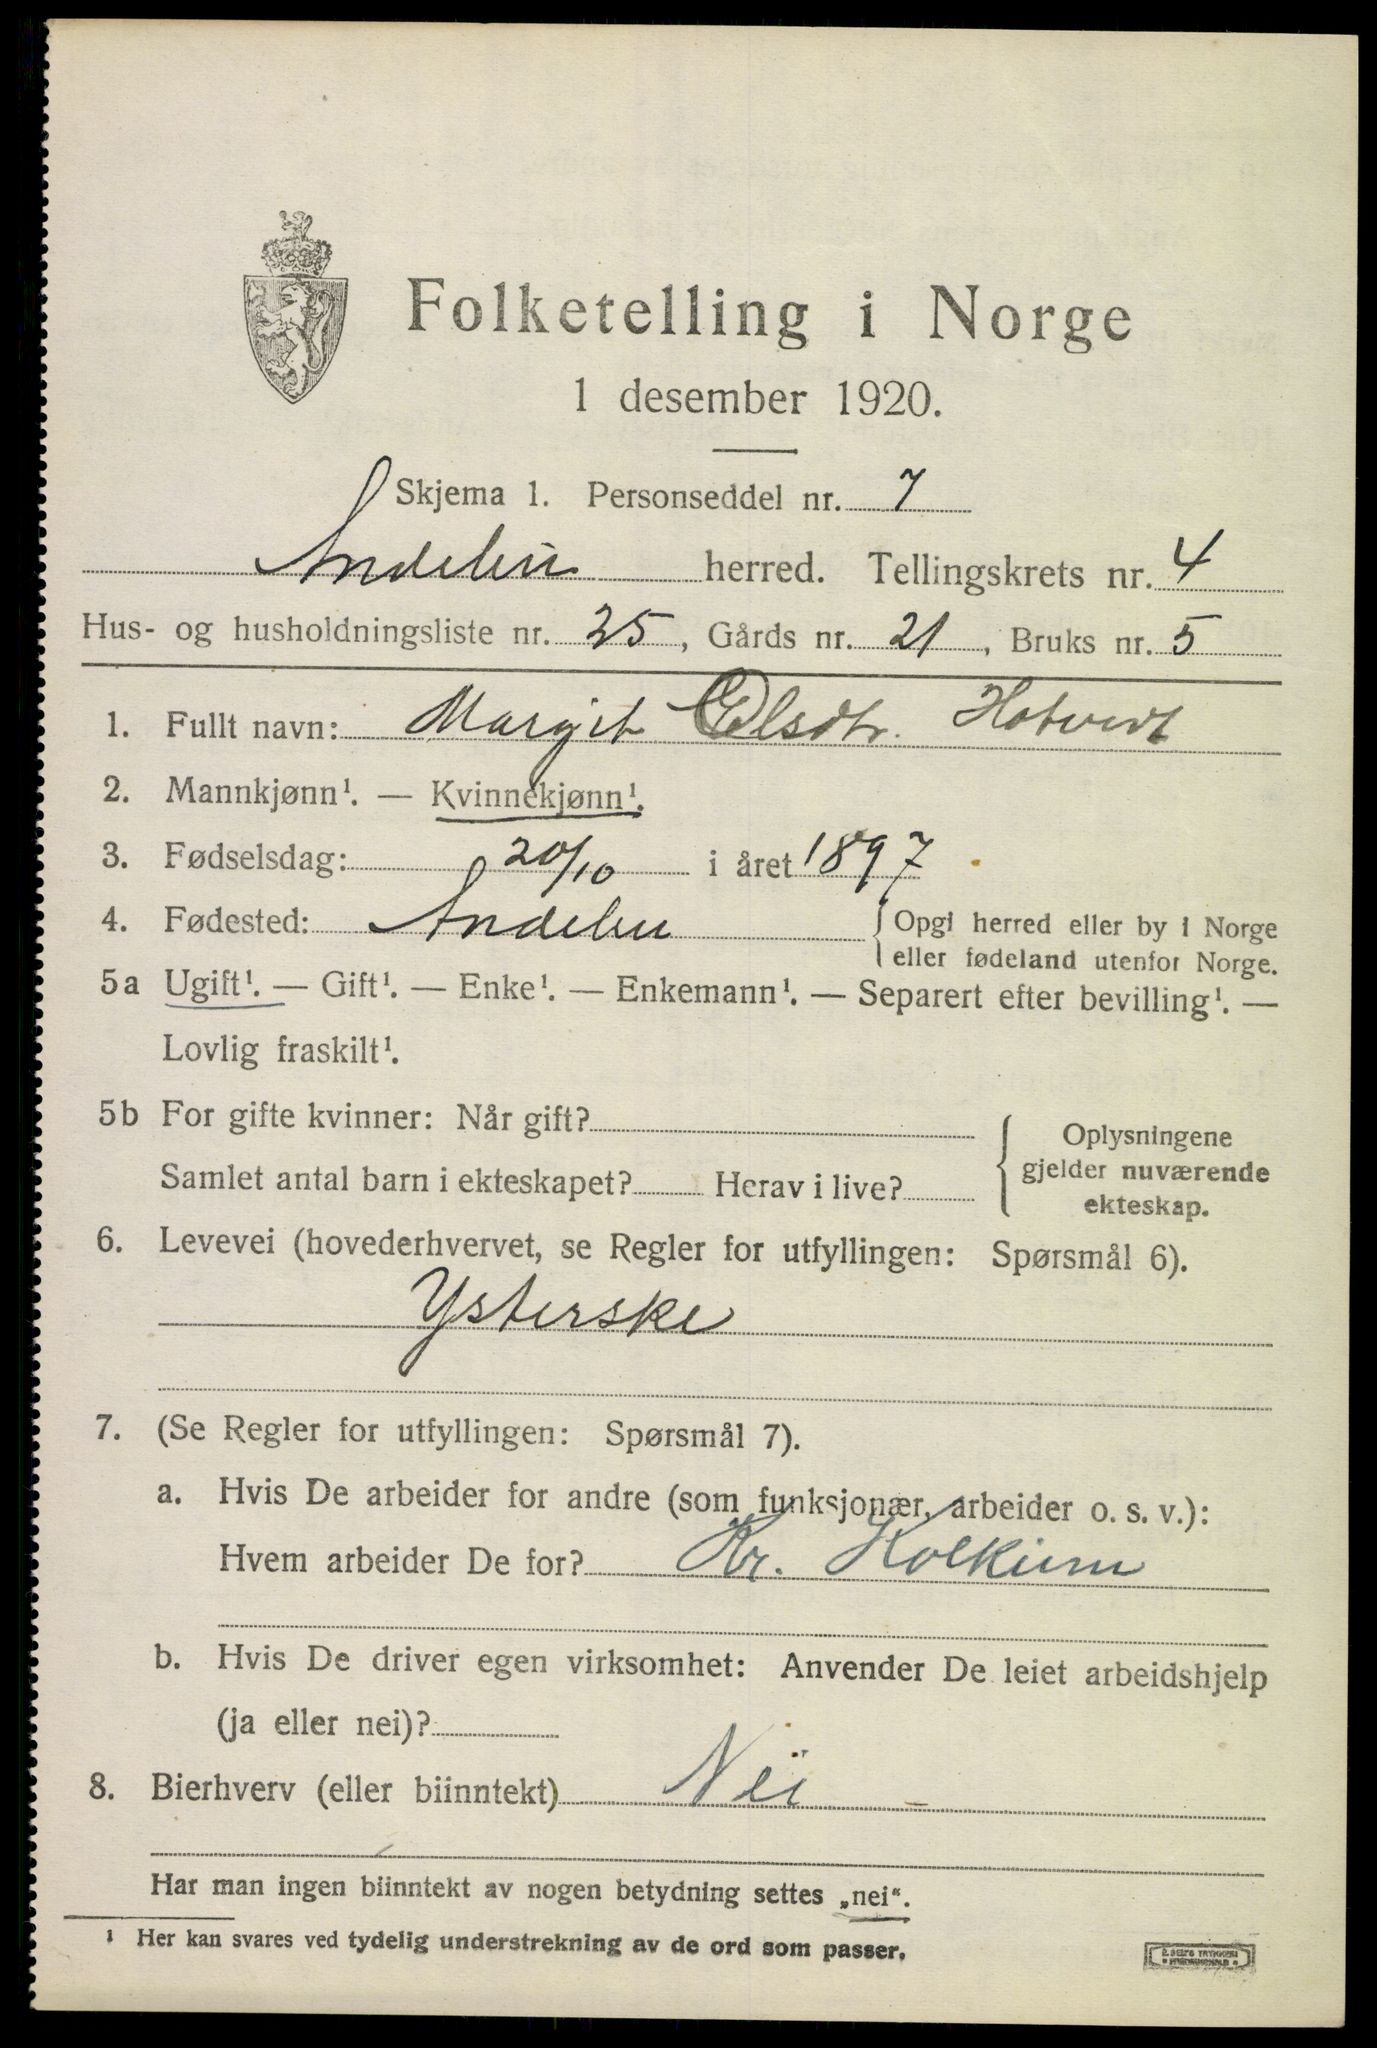 Folketelling i Norge
1 desember 1920.
Skjema 1. Personseddel nr. 7
Andebu herred. Tellingskrets nr. 4
Hus- og husholdningsliste nr. 25, Gårds nr. 21, Bruks nr. 5
1. Fullt navn: Margit Olsdtr. Hotvedt
2. Mannkjønn¹. — Kvinnekjønn¹.
3. Fødselsdag: 20/10 i året 1897
4. Fødested: Andebu {Opgi herred eller by i Norge
eller fødeland utenfor Norge.
5a Ugift¹. — Gift¹. — Enke¹. — Enkemann¹. — Separert efter bevilling¹. —
Lovlig fraskilt¹.
5b For gifte kvinner: Når gift?
Samlet antal barn i ekteskapet? Herav i live?
Oplysningene
gjelder nuværende
ekteskap.
6. Levevei (hovederhvervet, se Regler for utfyllingen: Spørsmål 6).
Ysterske
7. (Se Regler for utfyllingen: Spørsmål 7).
a. Hvis De arbeider for andre (som funksjonær, arbeider o. s. v.):
Hvem arbeider De for? Kr. Kolkinn
b. Hvis De driver egen virksomhet: Anvender De leiet arbeidshjelp
(ja eller nei)?
8. Bierhverv (eller biinntekt) Nei
Har man ingen biinntekt av nogen betydning settes „nei“.
¹ Her kan svares ved tydelig understrekning av de ord som passer.